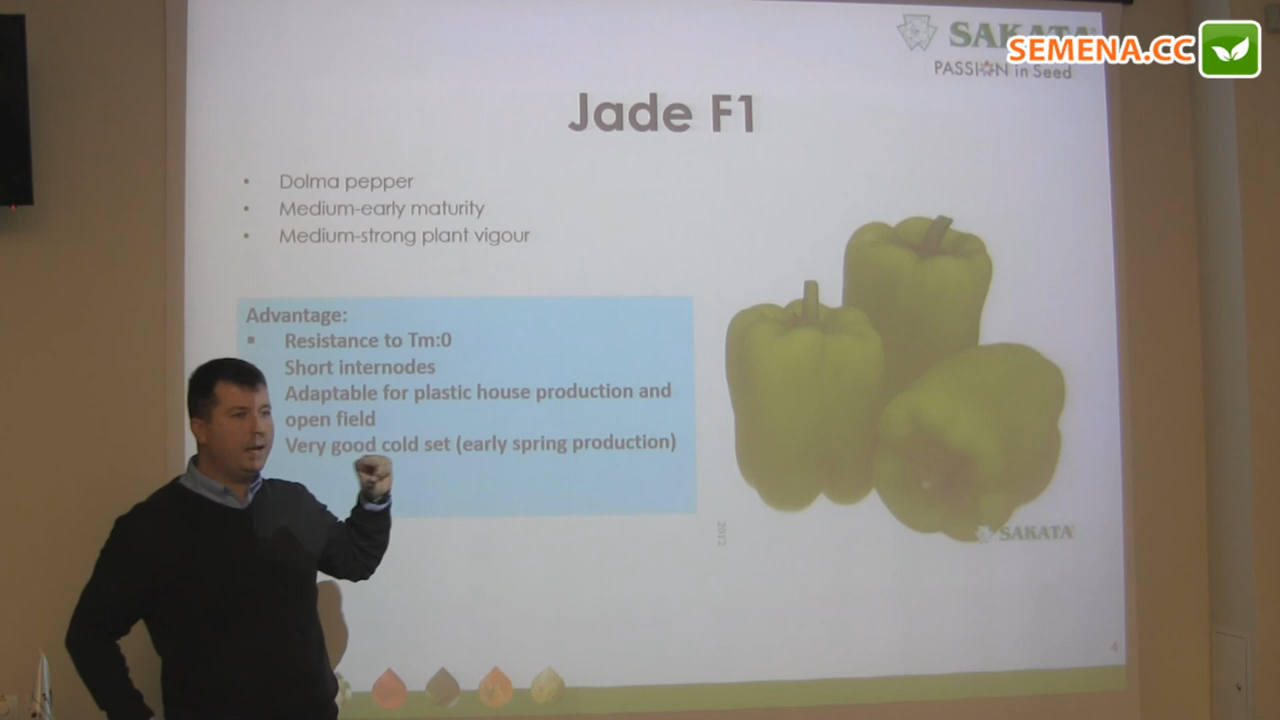 SAKATA
SEMENA.CC
PASSION in Seed
Jade F1
• Dolma pepper
• Medium-early maturity
• Medium-strong plant vigour
Advantage:
▪ Resistance to Tm:0
Short internodes
Adaptable for plastic house production and
open field
Very good cold set (early spring production)
2012
SAKATA
4